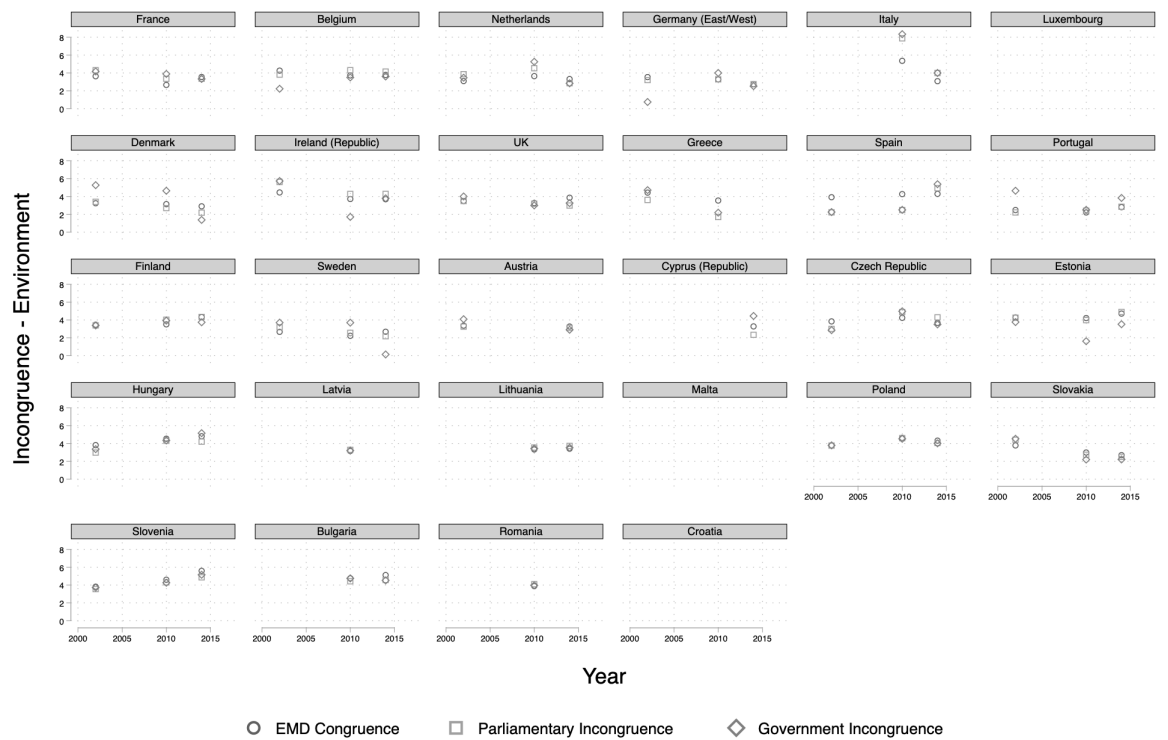 France Belgium Netherlands Germany (East/West) Italy Luxembourg
8
6
4
2
0
Denmark Ireland (Republic) UK Greece Spain Portugal
8
6
4
2
0
Incongruence - Environment
Finland Sweden Austria Cyprus (Republic) Czech Republic Estonia
8
6
4
2
0
Hungary Latvia Lithuania Malta Poland Slovakia
8
6
4
2
0
2000 2005 2010 2015 2000 2005 2010 2015
Slovenia Bulgaria Romania Croatia
8
6
4
2
0
2000 2005 2010 2015 2000 2005 2010 2015 2000 2005 2010 2015 2000 2005 2010 2015
Year
EMD Congruence Parliamentary Incongruence Government Incongruence